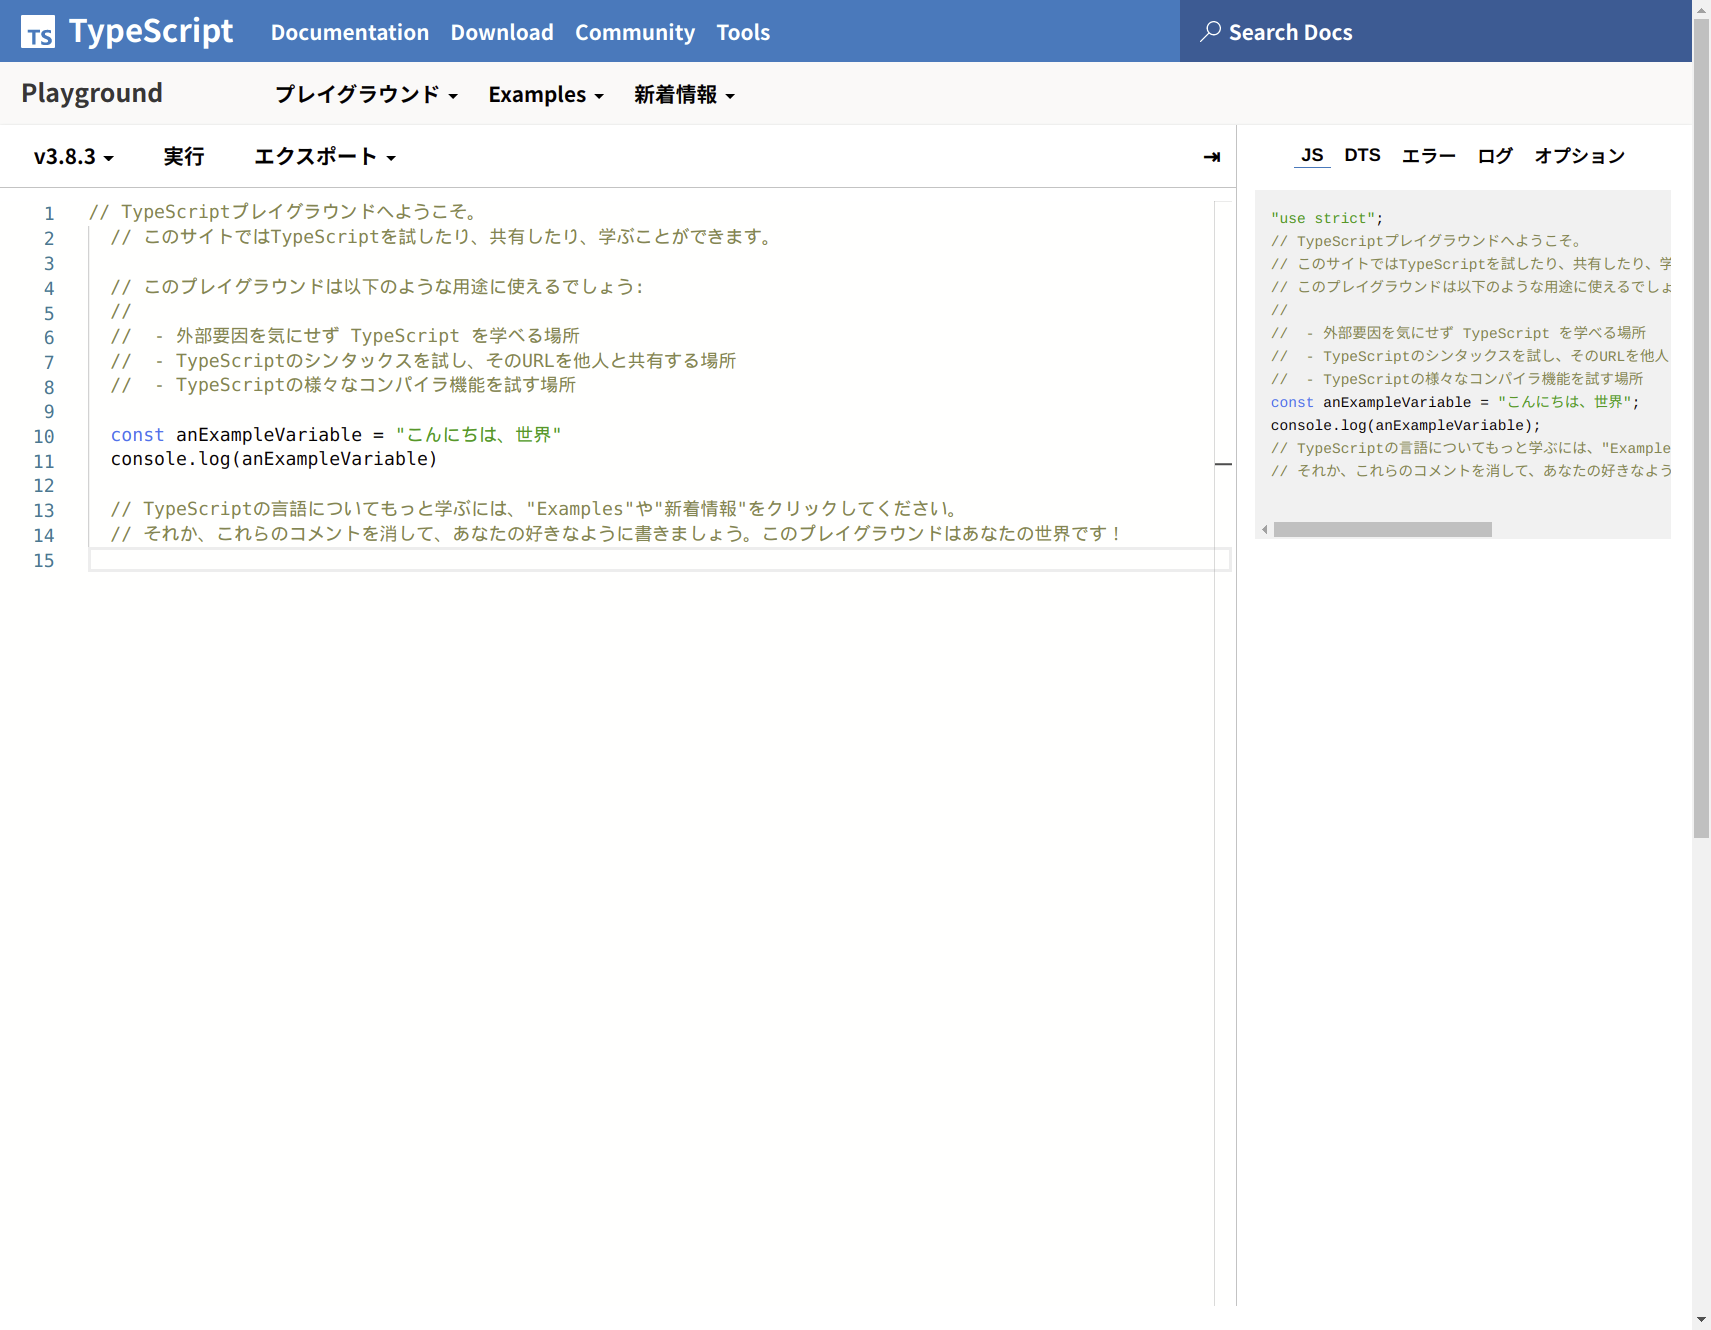 TS TypeScript Documentation Download Community Tools Search Docs
Playground プレイグラウンド Examples 新着情報
v3.8.3 実行 エクスポート
JS DTS エラー ログ オプション
1 // TypeScriptプレイグラウンドへようこそ。
2 // このサイトではTypeScriptを試したり、共有したり、学ぶことができます。
3
4 // このプレイグラウンドは以下のような用途に使えるでしょう:
5 //
6 //  - 外部要因を気にせず TypeScript を学べる場所
7 //  - TypeScriptのシンタックスを試し、そのURLを他人と共有する場所
8 //  - TypeScriptの様々なコンパイラ機能を試す場所
9
10 const anExampleVariable = "こんにちは、世界"
11 console.log(anExampleVariable)
12
13 // TypeScriptの言語についてもっと学ぶには、"Examples"や"新着情報"をクリックしてください。
14 // それか、これらのコメントを消して、あなたの好きなように書きましょう。このプレイグラウンドはあなたの世界です！
15
"use strict";
// TypeScriptプレイグラウンドへようこそ。
// このサイトではTypeScriptを試したり、共有したり、学
// このプレイグラウンドは以下のような用途に使えるでしょ
//
//  - 外部要因を気にせず TypeScript を学べる場所
//  - TypeScriptのシンタックスを試し、そのURLを他人
//  - TypeScriptの様々なコンパイラ機能を試す場所
const anExampleVariable = "こんにちは、世界";
console.log(anExampleVariable);
// TypeScriptの言語についてもっと学ぶには、"Example
// それか、これらのコメントを消して、あなたの好きなよう